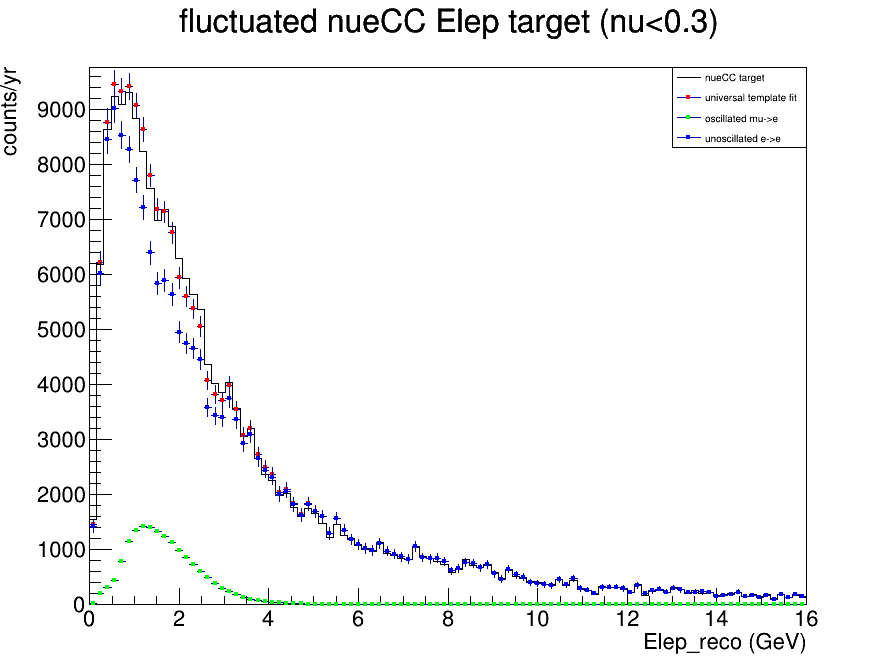 fluctuated nueCC Elep target (nu<0.3)
counts/yr
nueCC target
universal template fit
oscillated mu->e
unoscillated e->e
9000
8000
7000
6000
5000
4000
3000
2000
1000
0
0 2 4 6 8 10 12 14 16
Elep_reco (GeV)